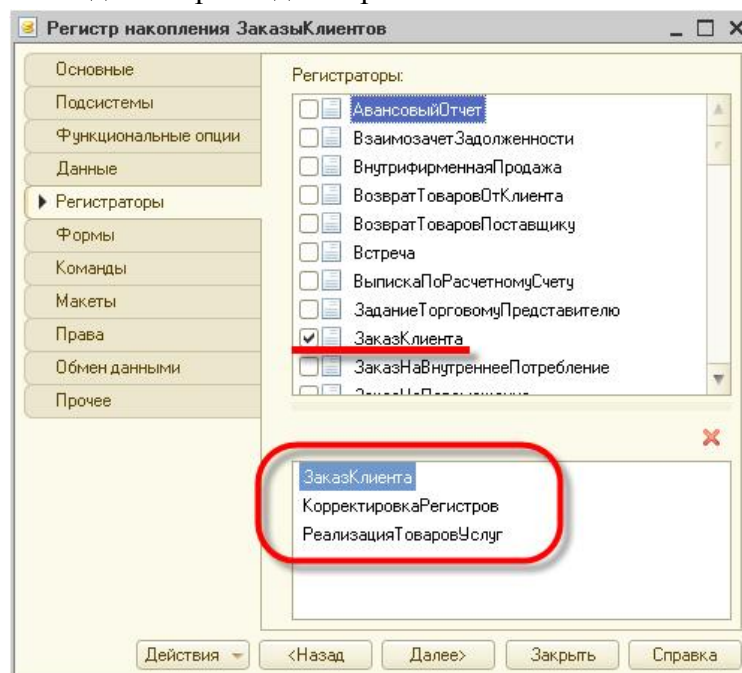 Регистр накопления ЗаказыКлиентов
Основные
Подсистемы
Функциональные опции
Данные
Регистраторы
Формы
Команды
Макеты
Права
Обмен данными
Прочее
Регистраторы:
АвансовыйОтчет
ВзаимозачетЗадолженности
ВнутрифирменнаяПродажа
ВозвратТоваровОтКлиента
ВозвратТоваровПоставщику
Встреча
ВыпискаПоРасчетномуСчету
ЗаданиеТорговомуПредставителю
ЗаказКлиента
ЗаказНаВнутреннееПотребление
ЗаказКлиента
КорректировкаРегистров
РеализацияТоваровУслуг
Действия
<Назад
Далее>
Закрыть
Справка